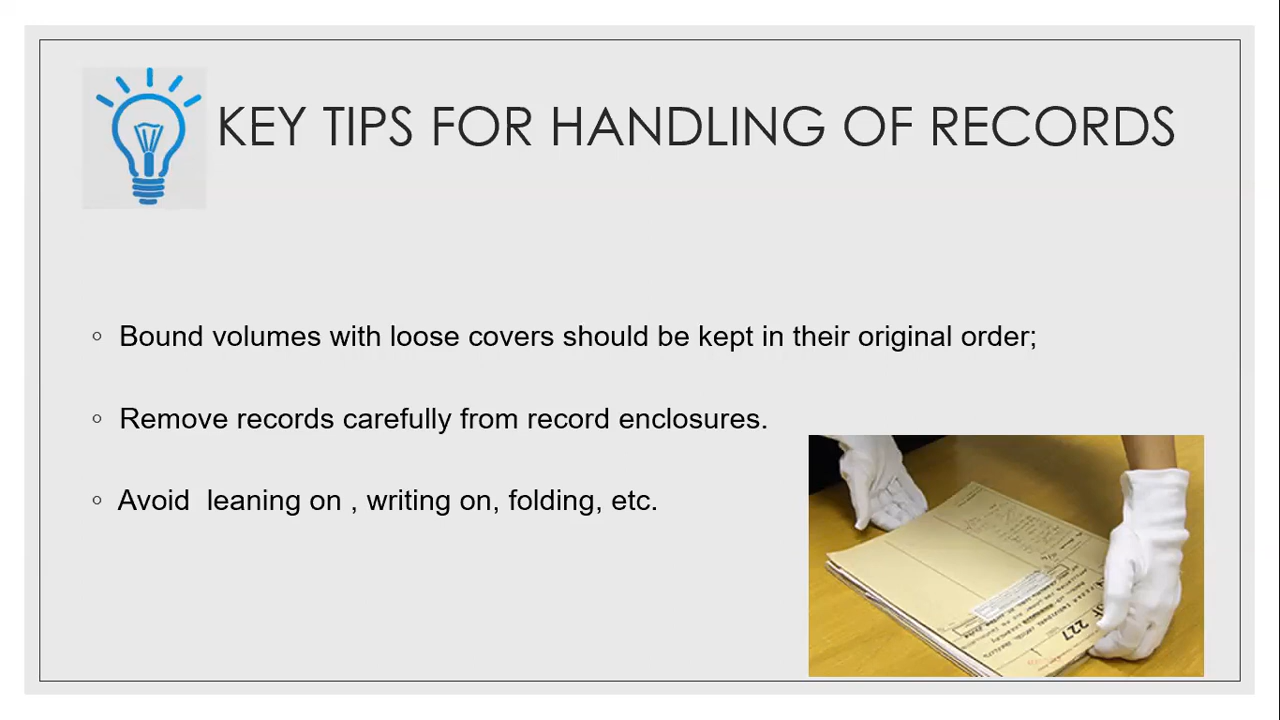 KEY TIPS FOR HANDLING OF RECORDS
◦ Bound volumes with loose covers should be kept in their original order;
◦ Remove records carefully from record enclosures.
◦ Avoid  leaning on , writing on, folding, etc.
227